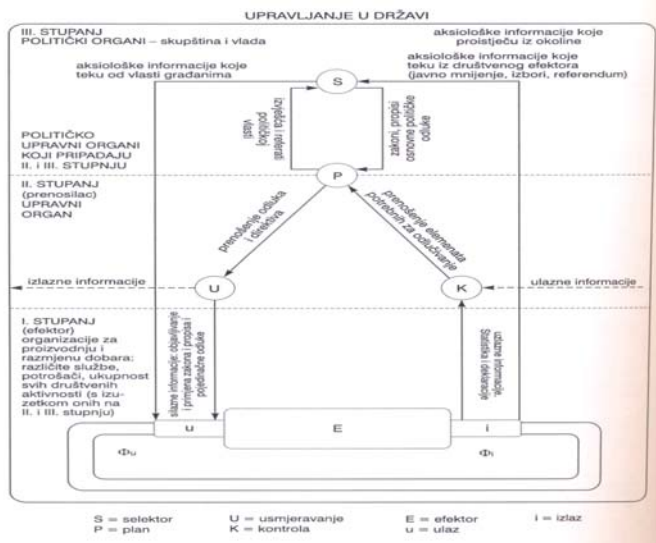 UPRAVLJANJE U DRŽAVI
III. STUPANJ
POLITIČKI ORGANI – skupština i vlada
aksiološke informacije koje
proistječu iz okoline
aksiološke informacije koje
teku od vlasti građanima
aksiološke informacije koje
teku iz društvenog efektora
(javno mnijenje, izbori, referendum)
S
izvješća i referati
političkoj
vlasti
zakoni, propisi
osnovne političke
odluke
POLITIČKO
UPRAVNI ORGANI
KOJI PRIPADAJU
II. i III. STUPNJU
P
II. STUPANJ
(prenosilac)
UPRAVNI
ORGAN
prenošenje odluka
i direktiva
prenošenje elemenata
potrebnih za odlučivanje
izlazne informacije
U
K
ulazne informacije
I. STUPANJ
(efektor)
organizacije za
proizvodnju i
razmjenu dobara:
različite službe,
potrošači, ukupnost
svih društvenih
aktivnosti (s izu-
zetkom onih na
II. i III. stupnju)
silazne informacije: objavljivanje
i primjena zakona i propisa i
pojedinačne odluke
uzlazne informacije.
Statistika i deklaracije
u
E
i
Φu
Φi
S = selektor
U = usmjeravanje
E = efektor
i = izlaz
P = plan
K = kontrola
u = ulaz